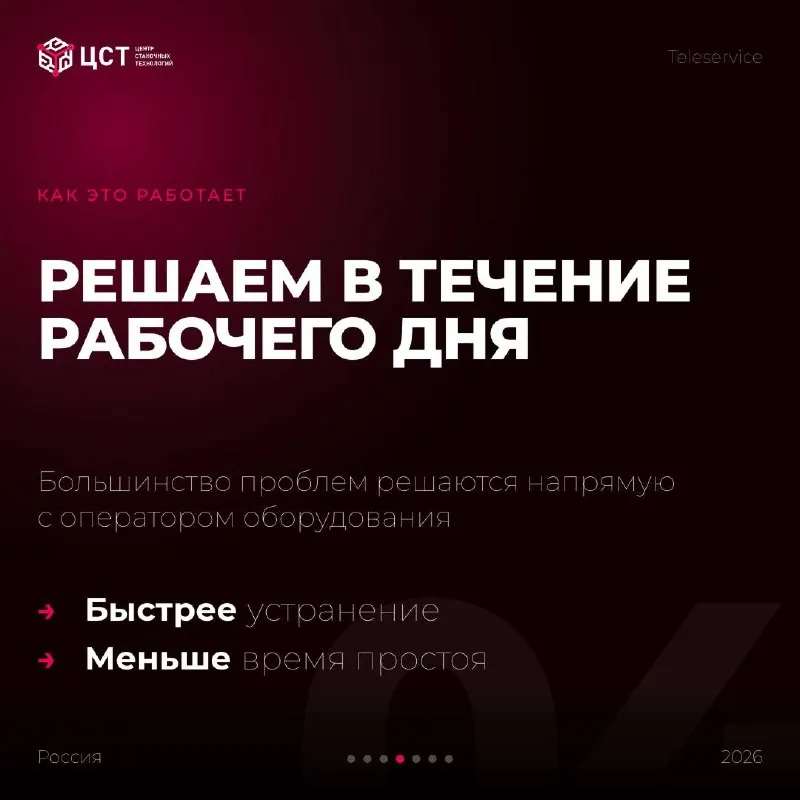 ЦСТ
ЦЕНТР
СТАНОЧНЫХ
ТЕХНОЛОГИЙ
Teleservice
КАК ЭТО РАБОТАЕТ
РЕШАЕМ В ТЕЧЕНИЕ
РАБОЧЕГО ДНЯ
Большинство проблем решаются напрямую
с оператором оборудования
→ Быстрее устранение
→ Меньше время простоя
04
Россия
2026